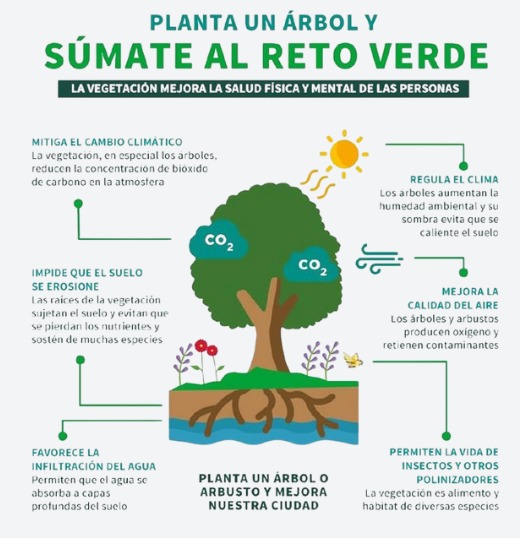 PLANTA UN ÁRBOL Y
SÚMATE AL RETO VERDE
LA VEGETACIÓN MEJORA LA SALUD FÍSICA Y MENTAL DE LAS PERSONAS
MITIGA EL CAMBIO CLIMÁTICO
La vegetación, en especial los arboles,
reducen la concentración de bióxido
de carbono en la atmosfera
REGULA EL CLIMA
Los arboles aumentan la
humedad ambiental y su
sombra evita que se
caliente el suelo
CO2
CO2
IMPIDE QUE EL SUELO
SE EROSIONE
Las raíces de la vegetación
sujetan el suelo y evitan que
se pierdan los nutrientes y
sostén de muchas especies
MEJORA LA
CALIDAD DEL AIRE
Los árboles y arbustos
producen oxígeno y
retienen contaminantes
FAVORECE LA
INFILTRACIÓN DEL AGUA
Permiten que el agua se
absorba a capas
profundas del suelo
PLANTA UN ÁRBOL O
ARBUSTO Y MEJORA
NUESTRA CIUDAD
PERMITEN LA VIDA DE
INSECTOS Y OTROS
POLINIZADORES
La vegetación es alimento y
habitat de diversas especies